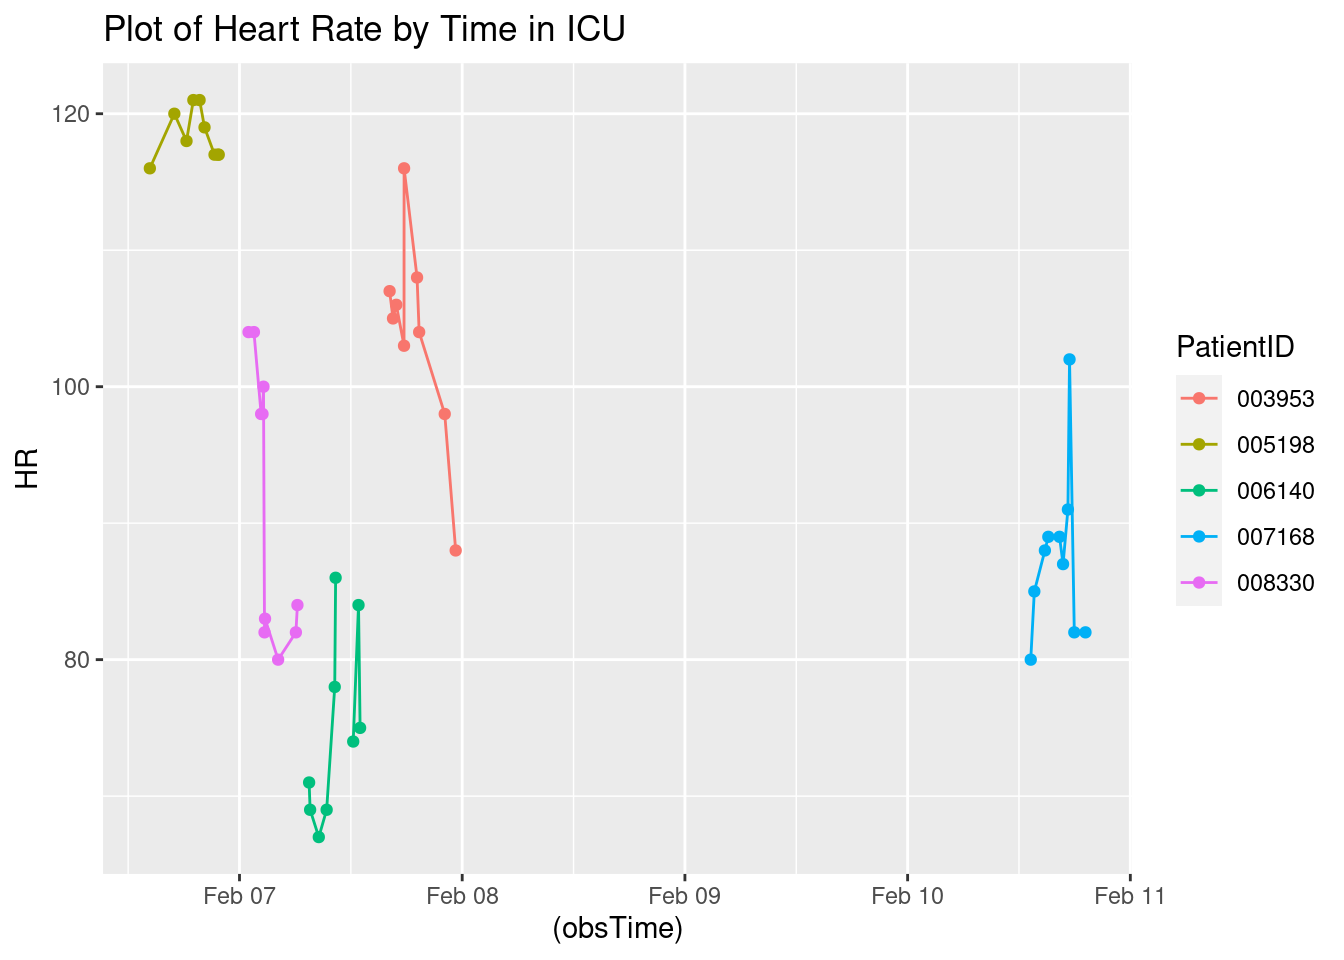 Plot of Heart Rate by Time in ICU
120
100
80
HR
Feb 07
Feb 08
Feb 09
Feb 10
Feb 11
(obsTime)
PatientID
003953
005198
006140
007168
008330